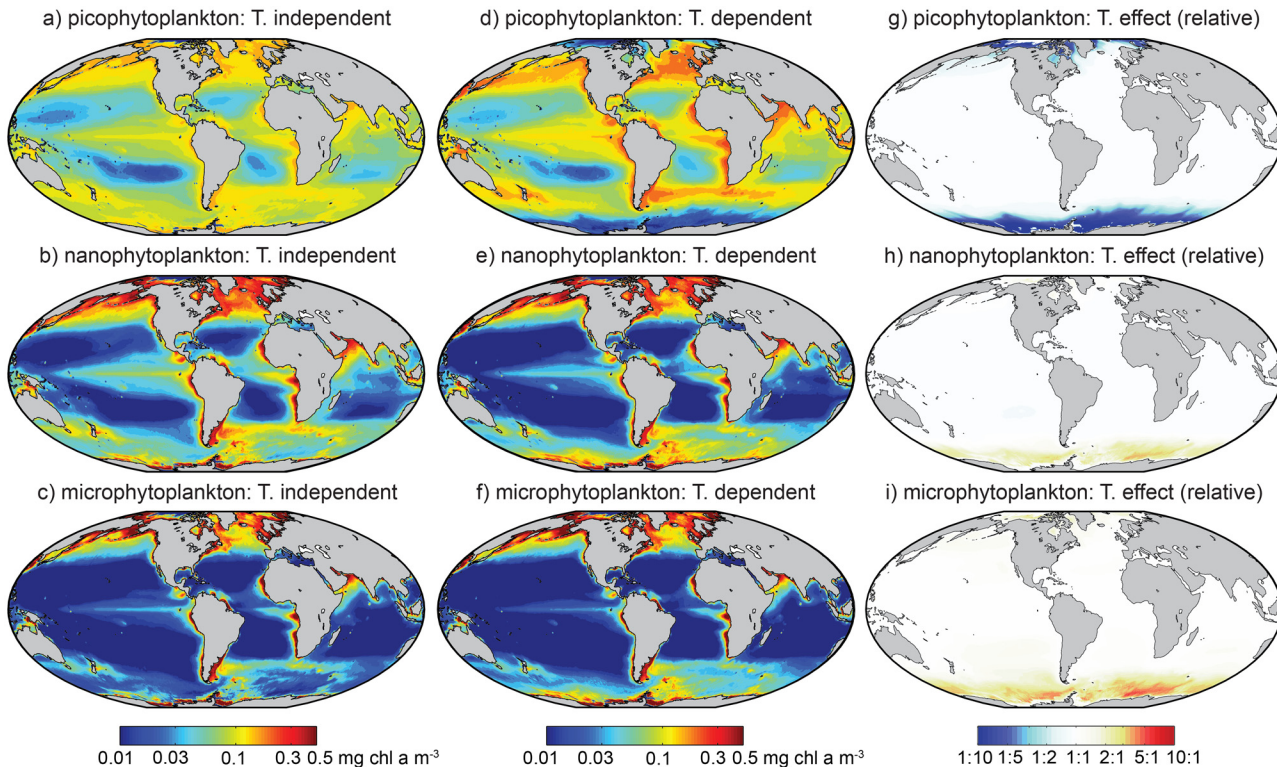 a) picophytoplankton: T. independent
d) picophytoplankton: T. dependent
g) picophytoplankton: T. effect (relative)
b) nanophytoplankton: T. independent
e) nanophytoplankton: T. dependent
h) nanophytoplankton: T. effect (relative)
c) microphytoplankton: T. independent
f) microphytoplankton: T. dependent
i) microphytoplankton: T. effect (relative)
0.01 0.03 0.1 0.3 0.5 mg chl a m⁻³
0.01 0.03 0.1 0.3 0.5 mg chl a m⁻³
1:10 1:5 1:2 1:1 2:1 5:1 10:1